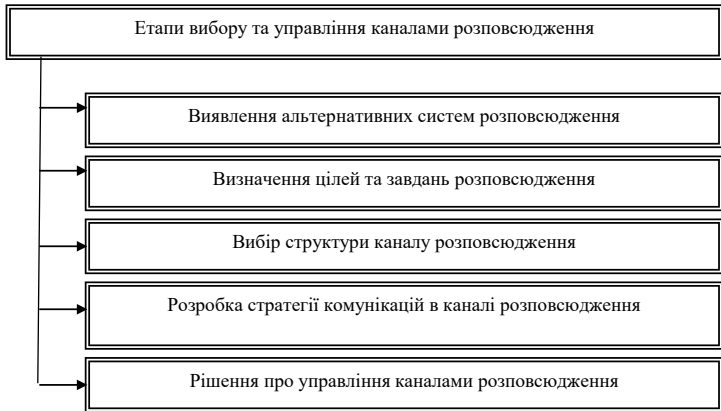 Етапи вибору та управління каналами розповсюдження
Виявлення альтернативних систем розповсюдження
Визначення цілей та завдань розповсюдження
Вибір структури каналу розповсюдження
Розробка стратегії комунікацій в каналі розповсюдження
Рішення про управління каналами розповсюдження